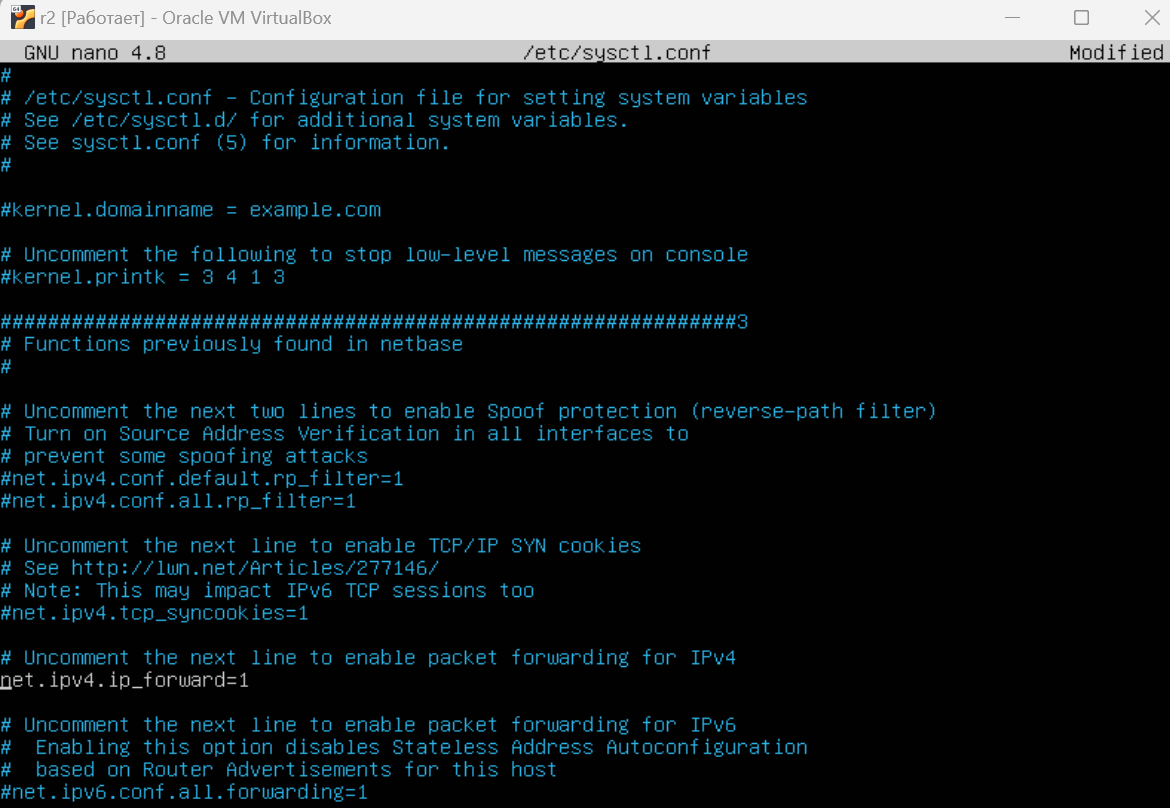 r2 [Работает] - Oracle VM VirtualBox
GNU nano 4.8 /etc/sysctl.conf Modified
#
# /etc/sysctl.conf - Configuration file for setting system variables
# See /etc/sysctl.d/ for additional system variables.
# See sysctl.conf (5) for information.
#
#kernel.domainname = example.com
# Uncomment the following to stop low-level messages on console
#kernel.printk = 3 4 1 3
##############################################################3
# Functions previously found in netbase
#
# Uncomment the next two lines to enable Spoof protection (reverse-path filter)
# Turn on Source Address Verification in all interfaces to
# prevent some spoofing attacks
#net.ipv4.conf.default.rp_filter=1
#net.ipv4.conf.all.rp_filter=1
# Uncomment the next line to enable TCP/IP SYN cookies
# See http://lwn.net/Articles/277146/
# Note: This may impact IPv6 TCP sessions too
#net.ipv4.tcp_syncookies=1
# Uncomment the next line to enable packet forwarding for IPv4
net.ipv4.ip_forward=1
# Uncomment the next line to enable packet forwarding for IPv6
#  Enabling this option disables Stateless Address Autoconfiguration
#  based on Router Advertisements for this host
#net.ipv6.conf.all.forwarding=1